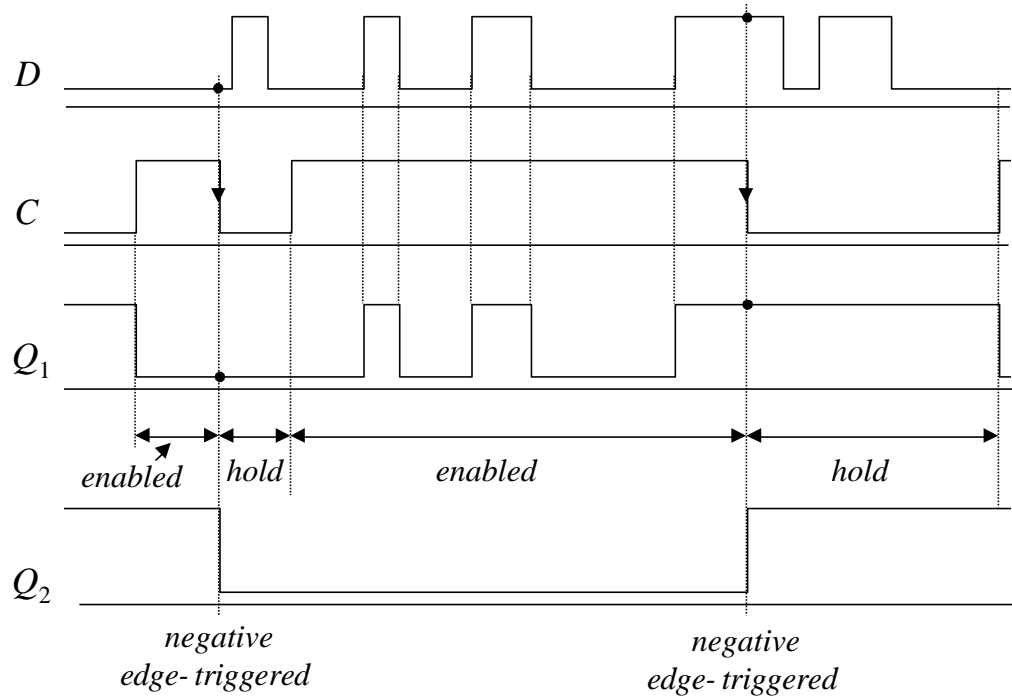 D
C
Q1
enabled
hold
enabled
hold
Q2
negative
edge- triggered
negative
edge- triggered